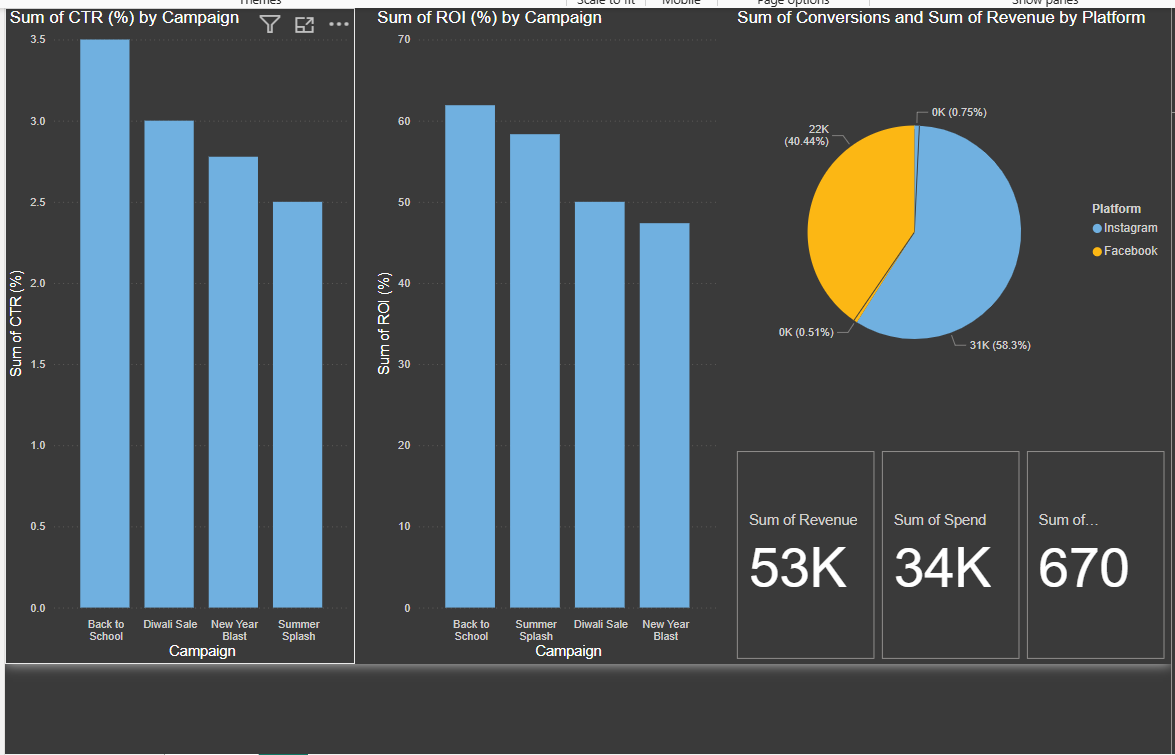 Themes
Scale to fit
Mobile
Page options
Show panes
Sum of CTR (%) by Campaign
3.5
3.0
2.5
2.0
1.5
1.0
0.5
0.0
Sum of CTR (%)
Back to
School
Diwali Sale
New Year
Blast
Summer
Splash
Campaign
Sum of ROI (%) by Campaign
70
60
50
40
30
20
10
0
Sum of ROI (%)
Back to
School
Summer
Splash
Diwali Sale
New Year
Blast
Campaign
Sum of Conversions and Sum of Revenue by Platform
0K (0.75%)
22K
(40.44%)
0K (0.51%)
31K (58.3%)
Platform
Instagram
Facebook
Sum of Revenue
53K
Sum of Spend
34K
Sum of...
670